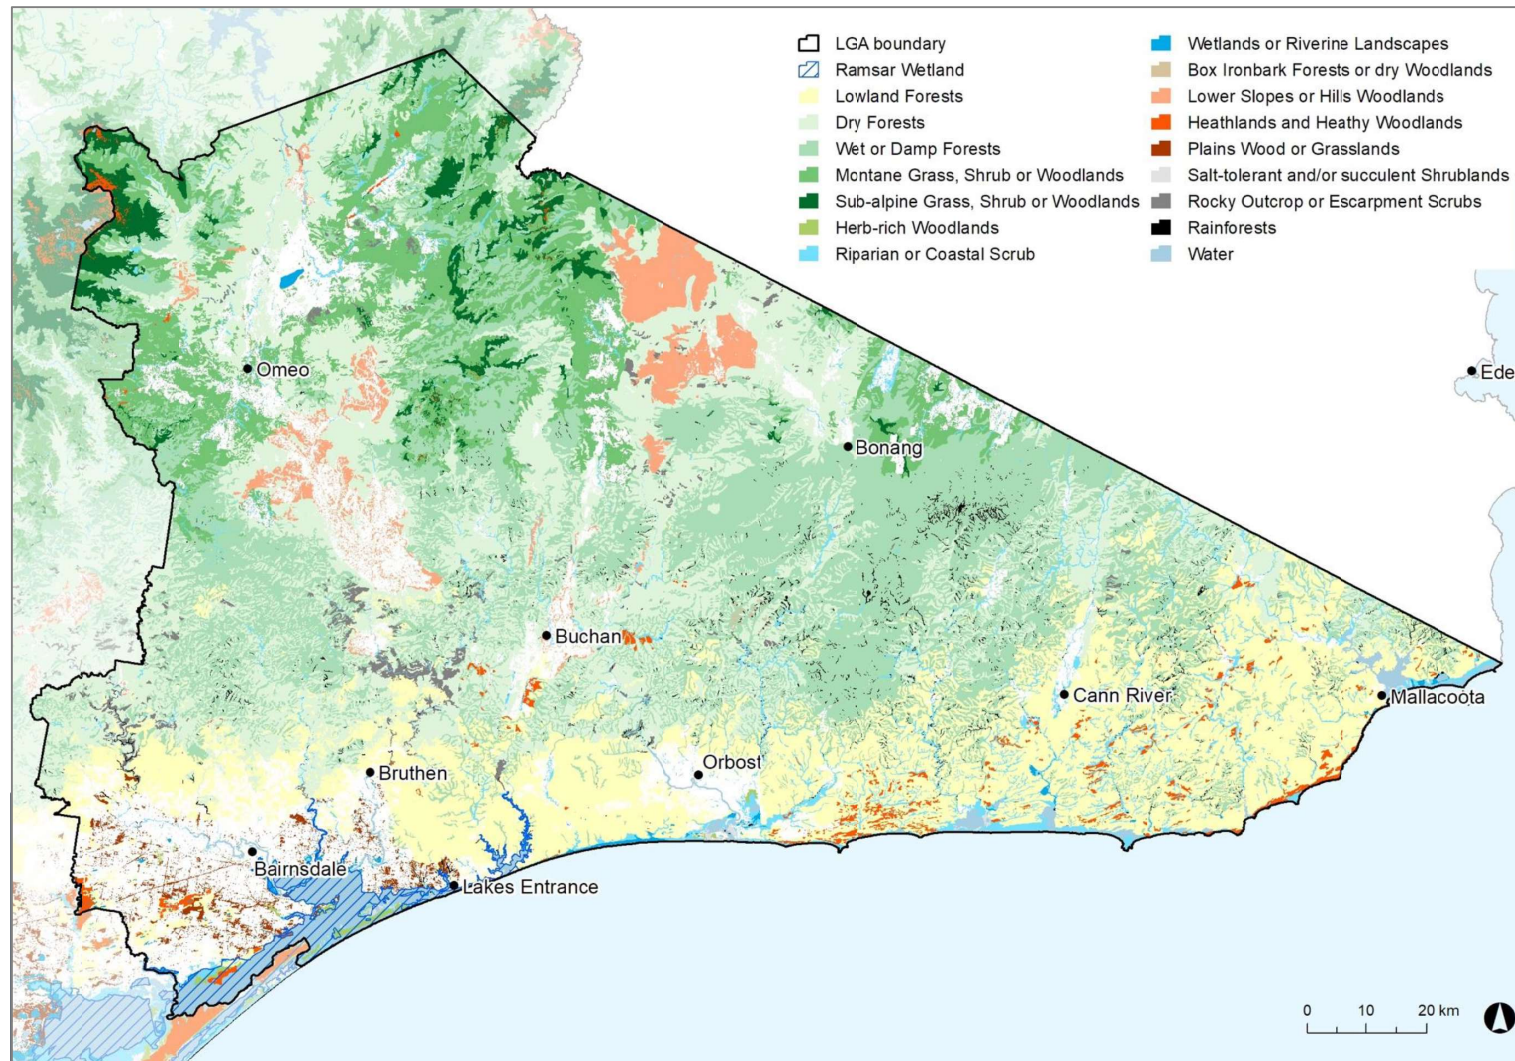 LGA boundary
Ramsar Wetland
Lowland Forests
Dry Forests
Wet or Damp Forests
Montane Grass, Shrub or Woodlands
Sub-alpine Grass, Shrub or Woodlands
Herb-rich Woodlands
Riparian or Coastal Scrub
Wetlands or Riverine Landscapes
Box Ironbark Forests or dry Woodlands
Lower Slopes or Hills Woodlands
Heathlands and Heathy Woodlands
Plains Wood or Grasslands
Salt-tolerant and/or succulent Shrublands
Rocky Outcrop or Escarpment Scrubs
Rainforests
Water
Omeo
Ede
Bonang
Buchan
Cann River
Mallacoota
Orbost
Bruthen
Bairnsdale
Lakes Entrance
0 10 20 km